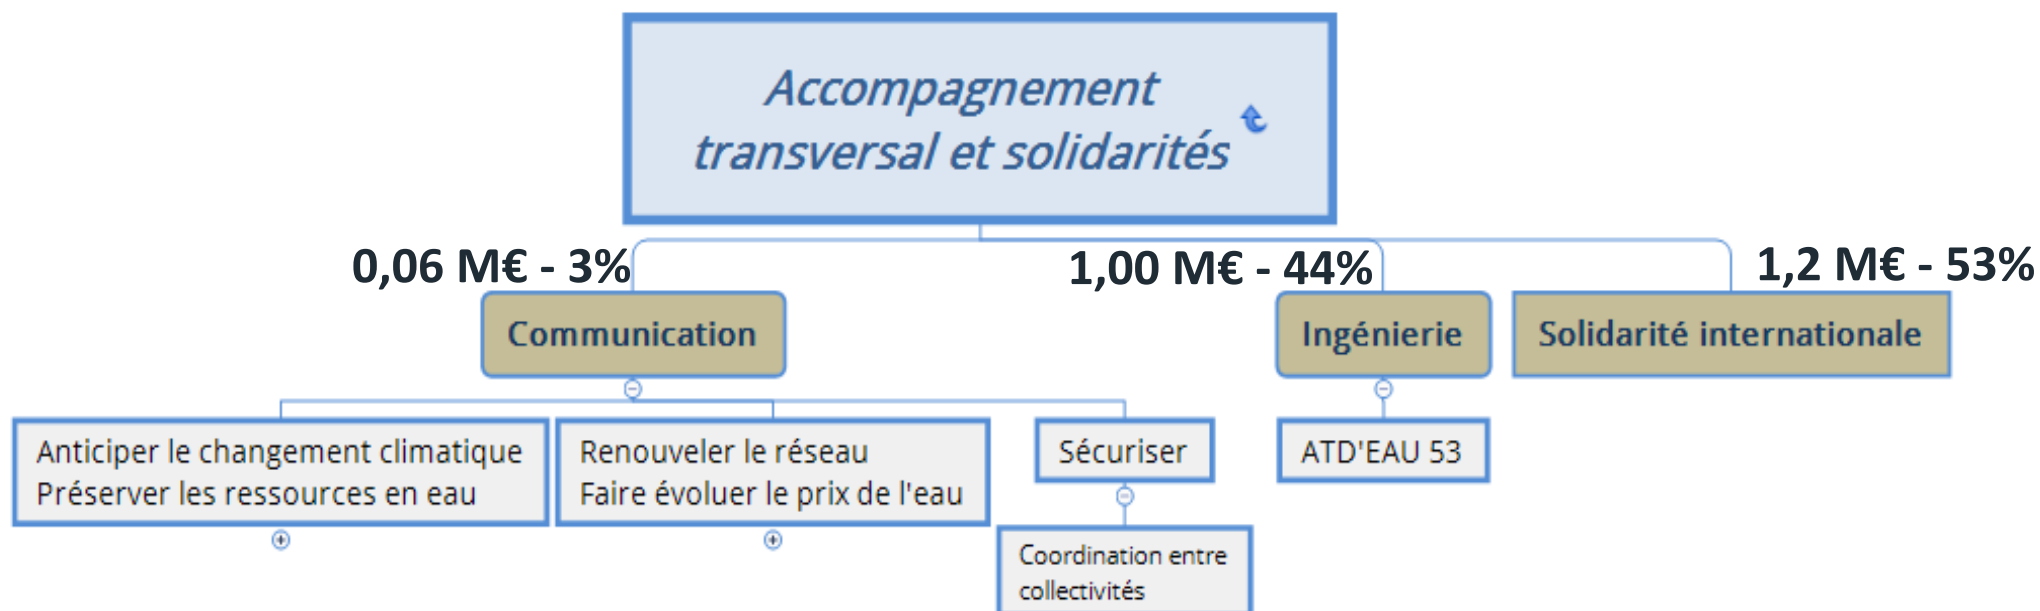 Accompagnement
transversal et solidarités
0,06 M€ - 3%
1,00 M€ - 44%
1,2 M€ - 53%
Communication
Ingénierie
Solidarité internationale
Anticiper le changement climatique
Préserver les ressources en eau
Renouveler le réseau
Faire évoluer le prix de l'eau
Sécuriser
ATD'EAU 53
Coordination entre
collectivités